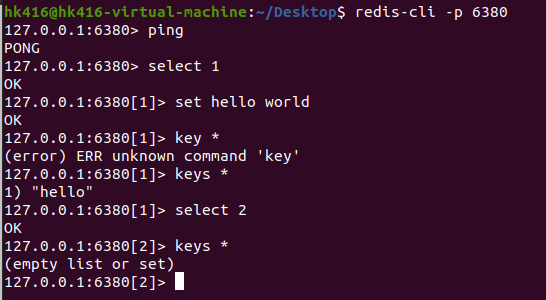 hk416@hk416-virtual-machine:~/Desktop$ redis-cli -p 6380
127.0.0.1:6380> ping
PONG
127.0.0.1:6380> select 1
OK
127.0.0.1:6380[1]> set hello world
OK
127.0.0.1:6380[1]> key *
(error) ERR unknown command 'key'
127.0.0.1:6380[1]> keys *
1) "hello"
127.0.0.1:6380[1]> select 2
OK
127.0.0.1:6380[2]> keys *
(empty list or set)
127.0.0.1:6380[2]>